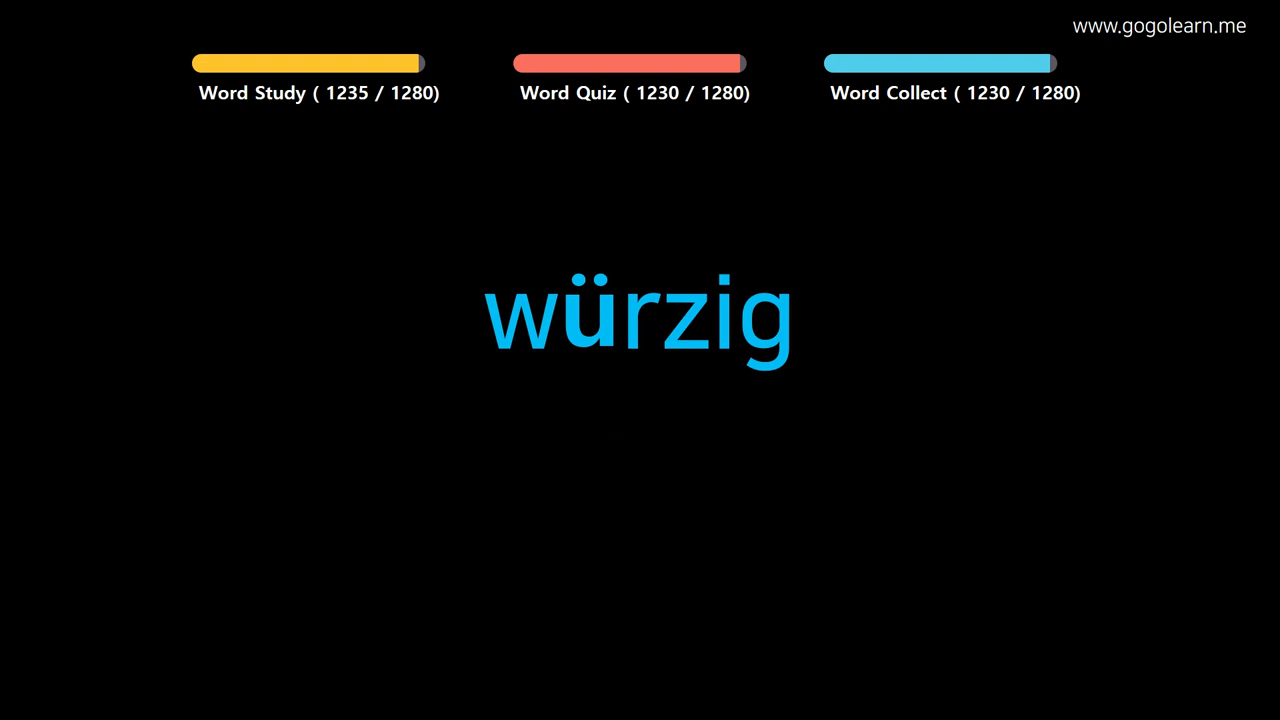 www.gogolearn.me
Word Study ( 1235 / 1280)
Word Quiz ( 1230 / 1280)
Word Collect ( 1230 / 1280)
würzig